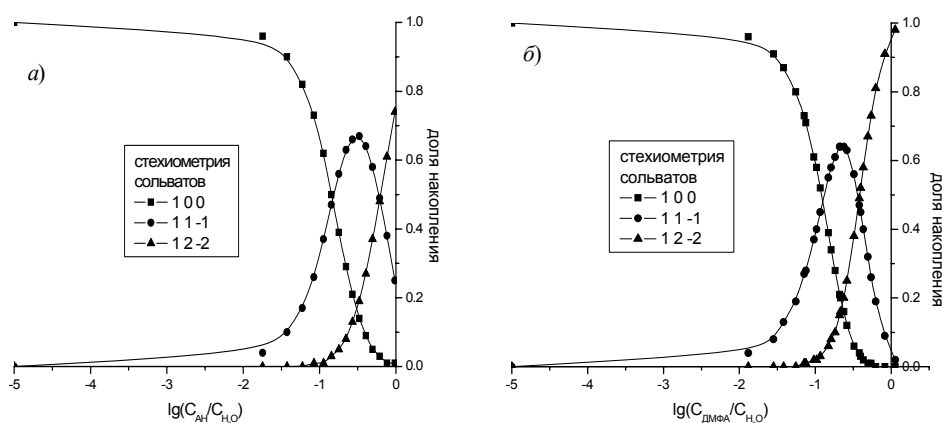 а)
1.0
0.8
0.6
0.4
0.2
0.0
доля накопления
стехиометрия
сольватов
1 0 0
1 1 -1
1 2 -2
-5 -4 -3 -2 -1 0
lg(C_АН/C_H₂O)
б)
1.0
0.8
0.6
0.4
0.2
0.0
доля накопления
стехиометрия
сольватов
1 0 0
1 1 -1
1 2 -2
-5 -4 -3 -2 -1 0
lg(C_ДМФА/C_H₂O)